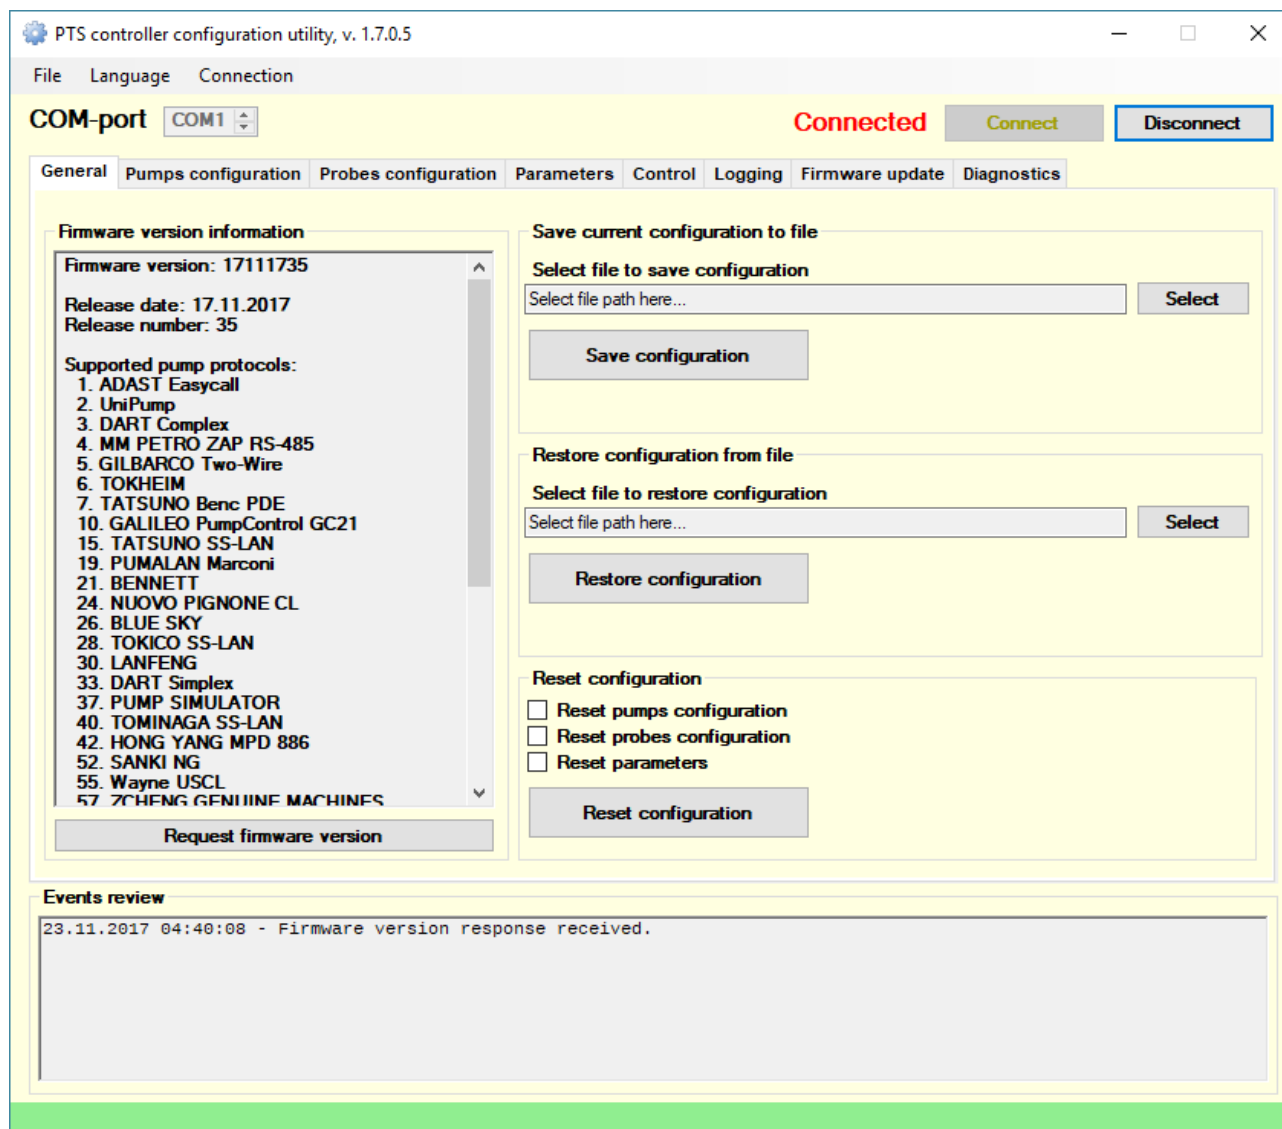 PTS controller configuration utility, v. 1.7.0.5
File Language Connection
COM-port COM1 Connected Connect Disconnect
General Pumps configuration Probes configuration Parameters Control Logging Firmware update Diagnostics
Firmware version information
Firmware version: 17111735
Release date: 17.11.2017
Release number: 35
Supported pump protocols:
1. ADAST Easycall
2. UniPump
3. DART Complex
4. MM PETRO ZAP RS-485
5. GILBARCO Two-Wire
6. TOKHEIM
7. TATSUNO Benc PDE
10. GALILEO PumpControl GC21
15. TATSUNO SS-LAN
19. PUMALAN Marconi
21. BENNETT
24. NUOVO PIGNONE CL
26. BLUE SKY
28. TOKICO SS-LAN
30. LANFENG
33. DART Simplex
37. PUMP SIMULATOR
40. TOMINAGA SS-LAN
42. HONG YANG MPD 886
52. SANKI NG
55. Wayne USCL
57. ZCHENG GENUINE MACHINES
Request firmware version
Save current configuration to file
Select file to save configuration
Select file path here... Select
Save configuration
Restore configuration from file
Select file to restore configuration
Select file path here... Select
Restore configuration
Reset configuration
Reset pumps configuration
Reset probes configuration
Reset parameters
Reset configuration
Events review
23.11.2017 04:40:08 - Firmware version response received.